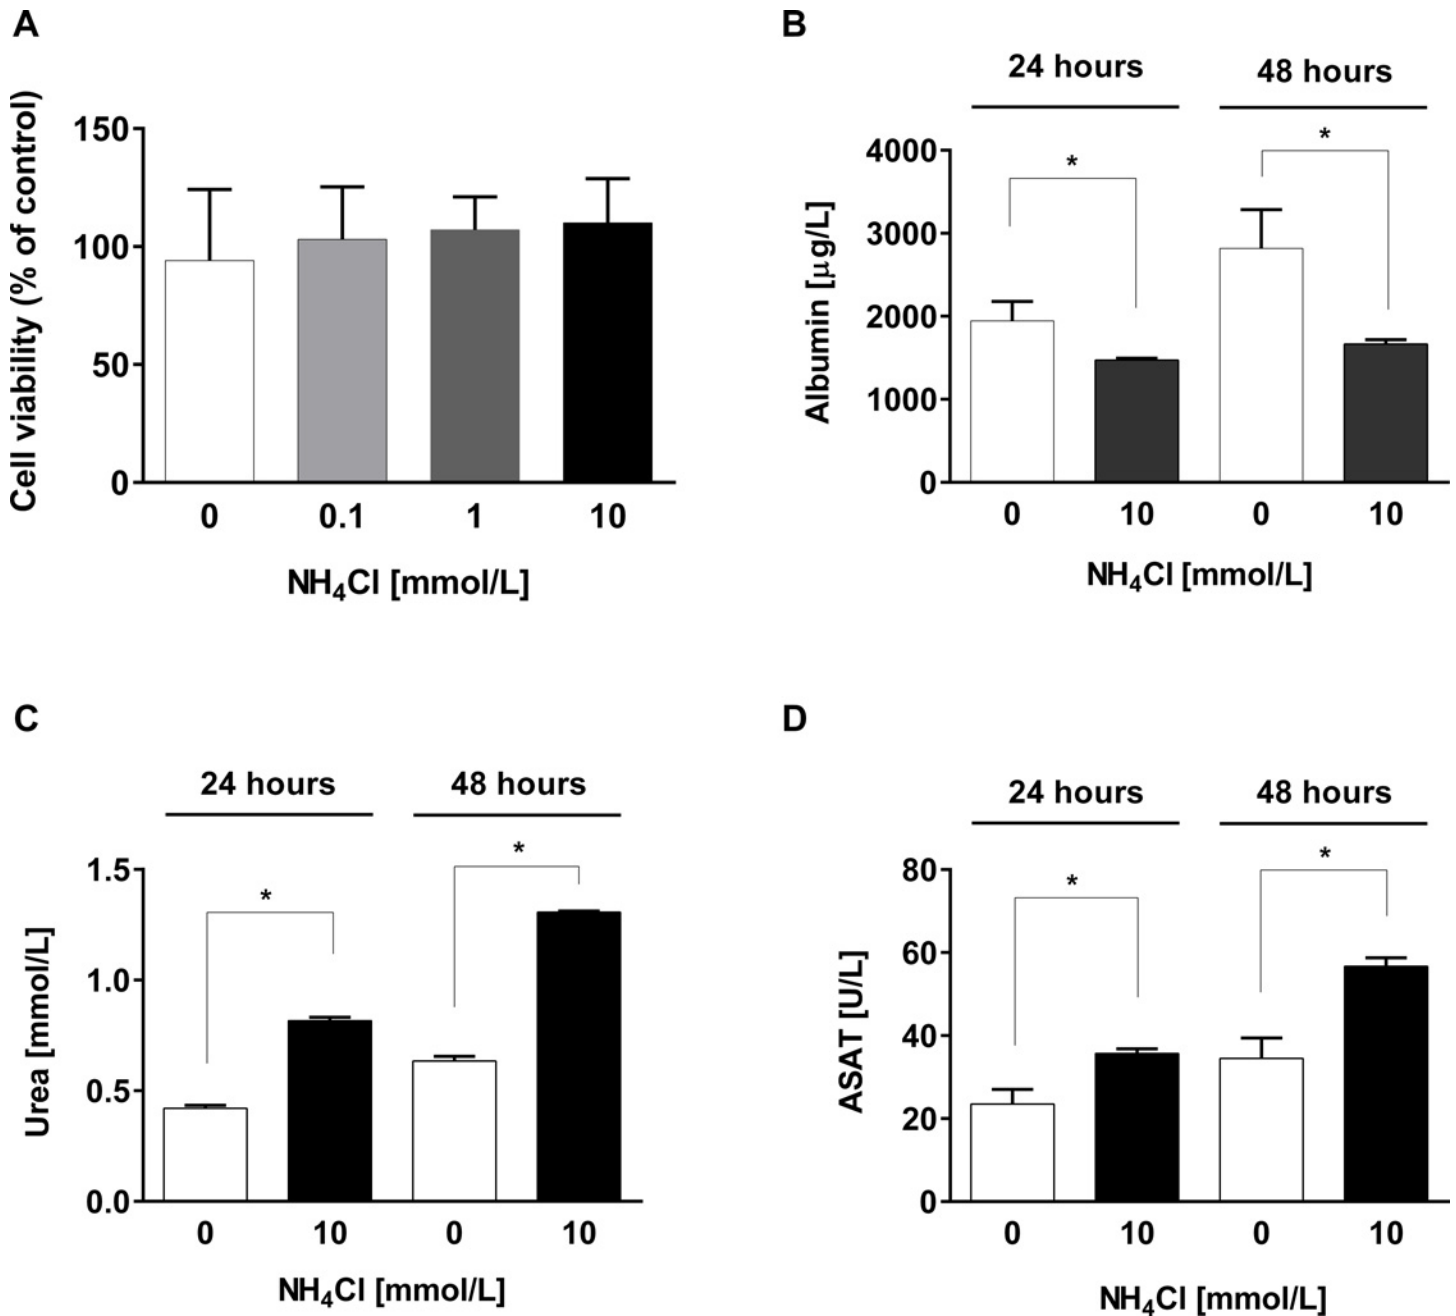 A
Cell viability (% of control)
150
100
50
0
0 0.1 1 10
NH₄Cl [mmol/L]
B
24 hours 48 hours
* *
Albumin [μg/L]
4000
3000
2000
1000
0
0 10 0 10
NH₄Cl [mmol/L]
C
24 hours 48 hours
* *
Urea [mmol/L]
1.5
1.0
0.5
0.0
0 10 0 10
NH₄Cl [mmol/L]
D
24 hours 48 hours
* *
ASAT [U/L]
80
60
40
20
0
0 10 0 10
NH₄Cl [mmol/L]